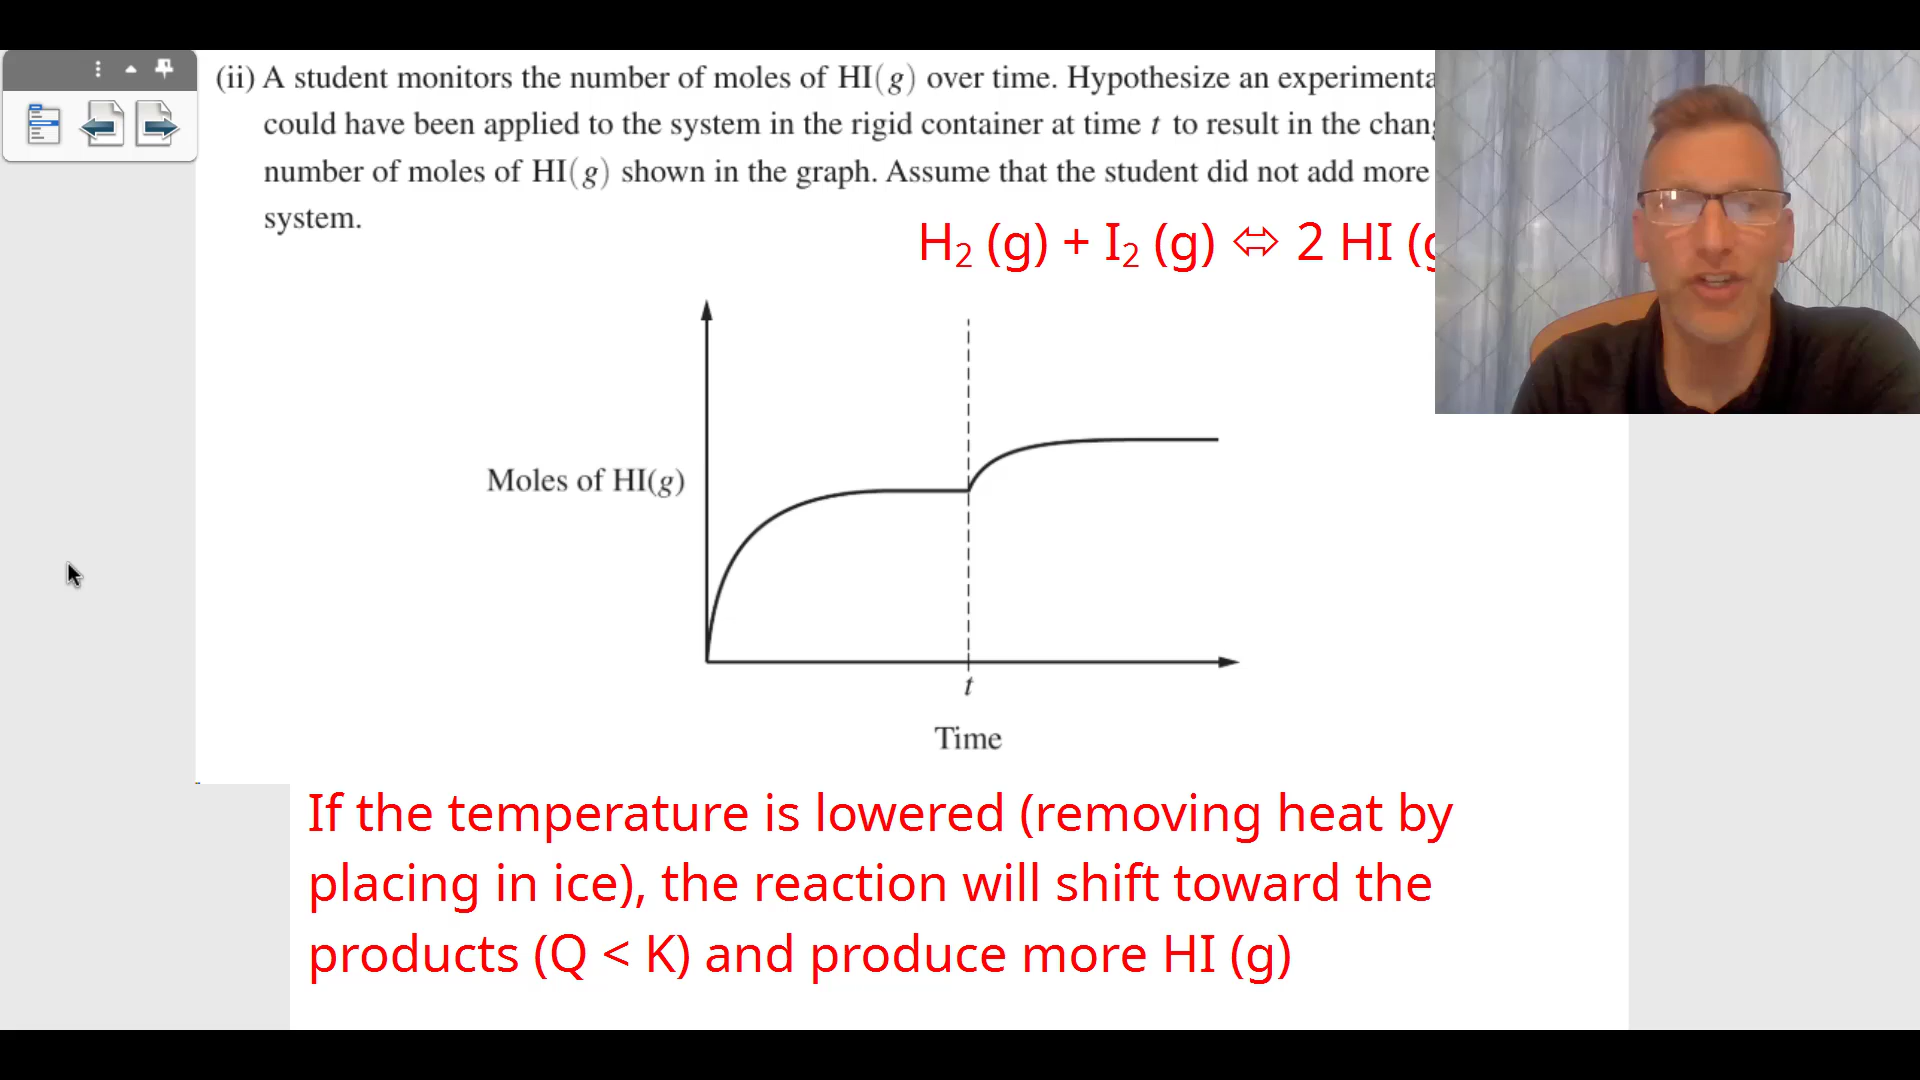 (ii) A student monitors the number of moles of HI(g) over time. Hypothesize an experimenta
could have been applied to the system in the rigid container at time t to result in the chang
number of moles of HI(g) shown in the graph. Assume that the student did not add more
system.
H₂ (g) + I₂ (g) ⇔ 2 HI (g
Moles of HI(g)
t
Time
If the temperature is lowered (removing heat by
placing in ice), the reaction will shift toward the
products (Q < K) and produce more HI (g)